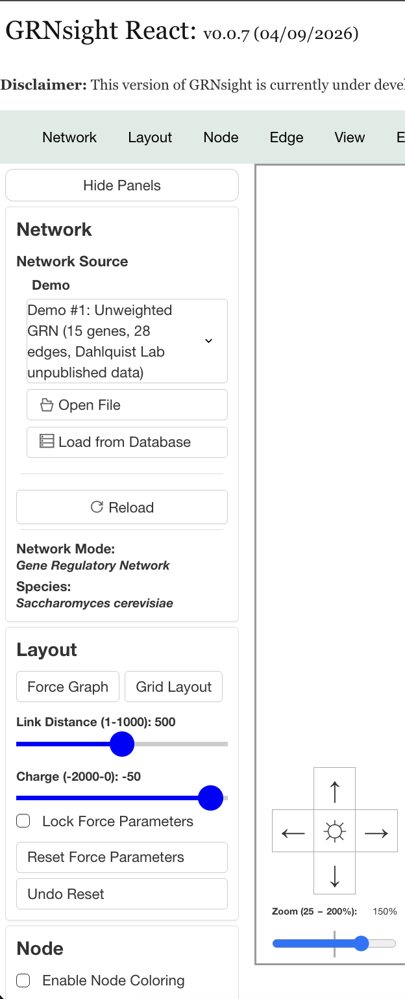 GRNsight React: v0.0.7 (04/09/2026)
Disclaimer: This version of GRNsight is currently under deve
Network Layout Node Edge View E
Hide Panels
Network
Network Source
Demo
Demo #1: Unweighted
GRN (15 genes, 28
edges, Dahlquist Lab
unpublished data)
Open File
Load from Database
Reload
Network Mode:
Gene Regulatory Network
Species:
Saccharomyces cerevisiae
Layout
Force Graph Grid Layout
Link Distance (1-1000): 500
Charge (-2000-0): -50
Lock Force Parameters
Reset Force Parameters
Undo Reset
Zoom (25 – 200%): 150%
Node
Enable Node Coloring